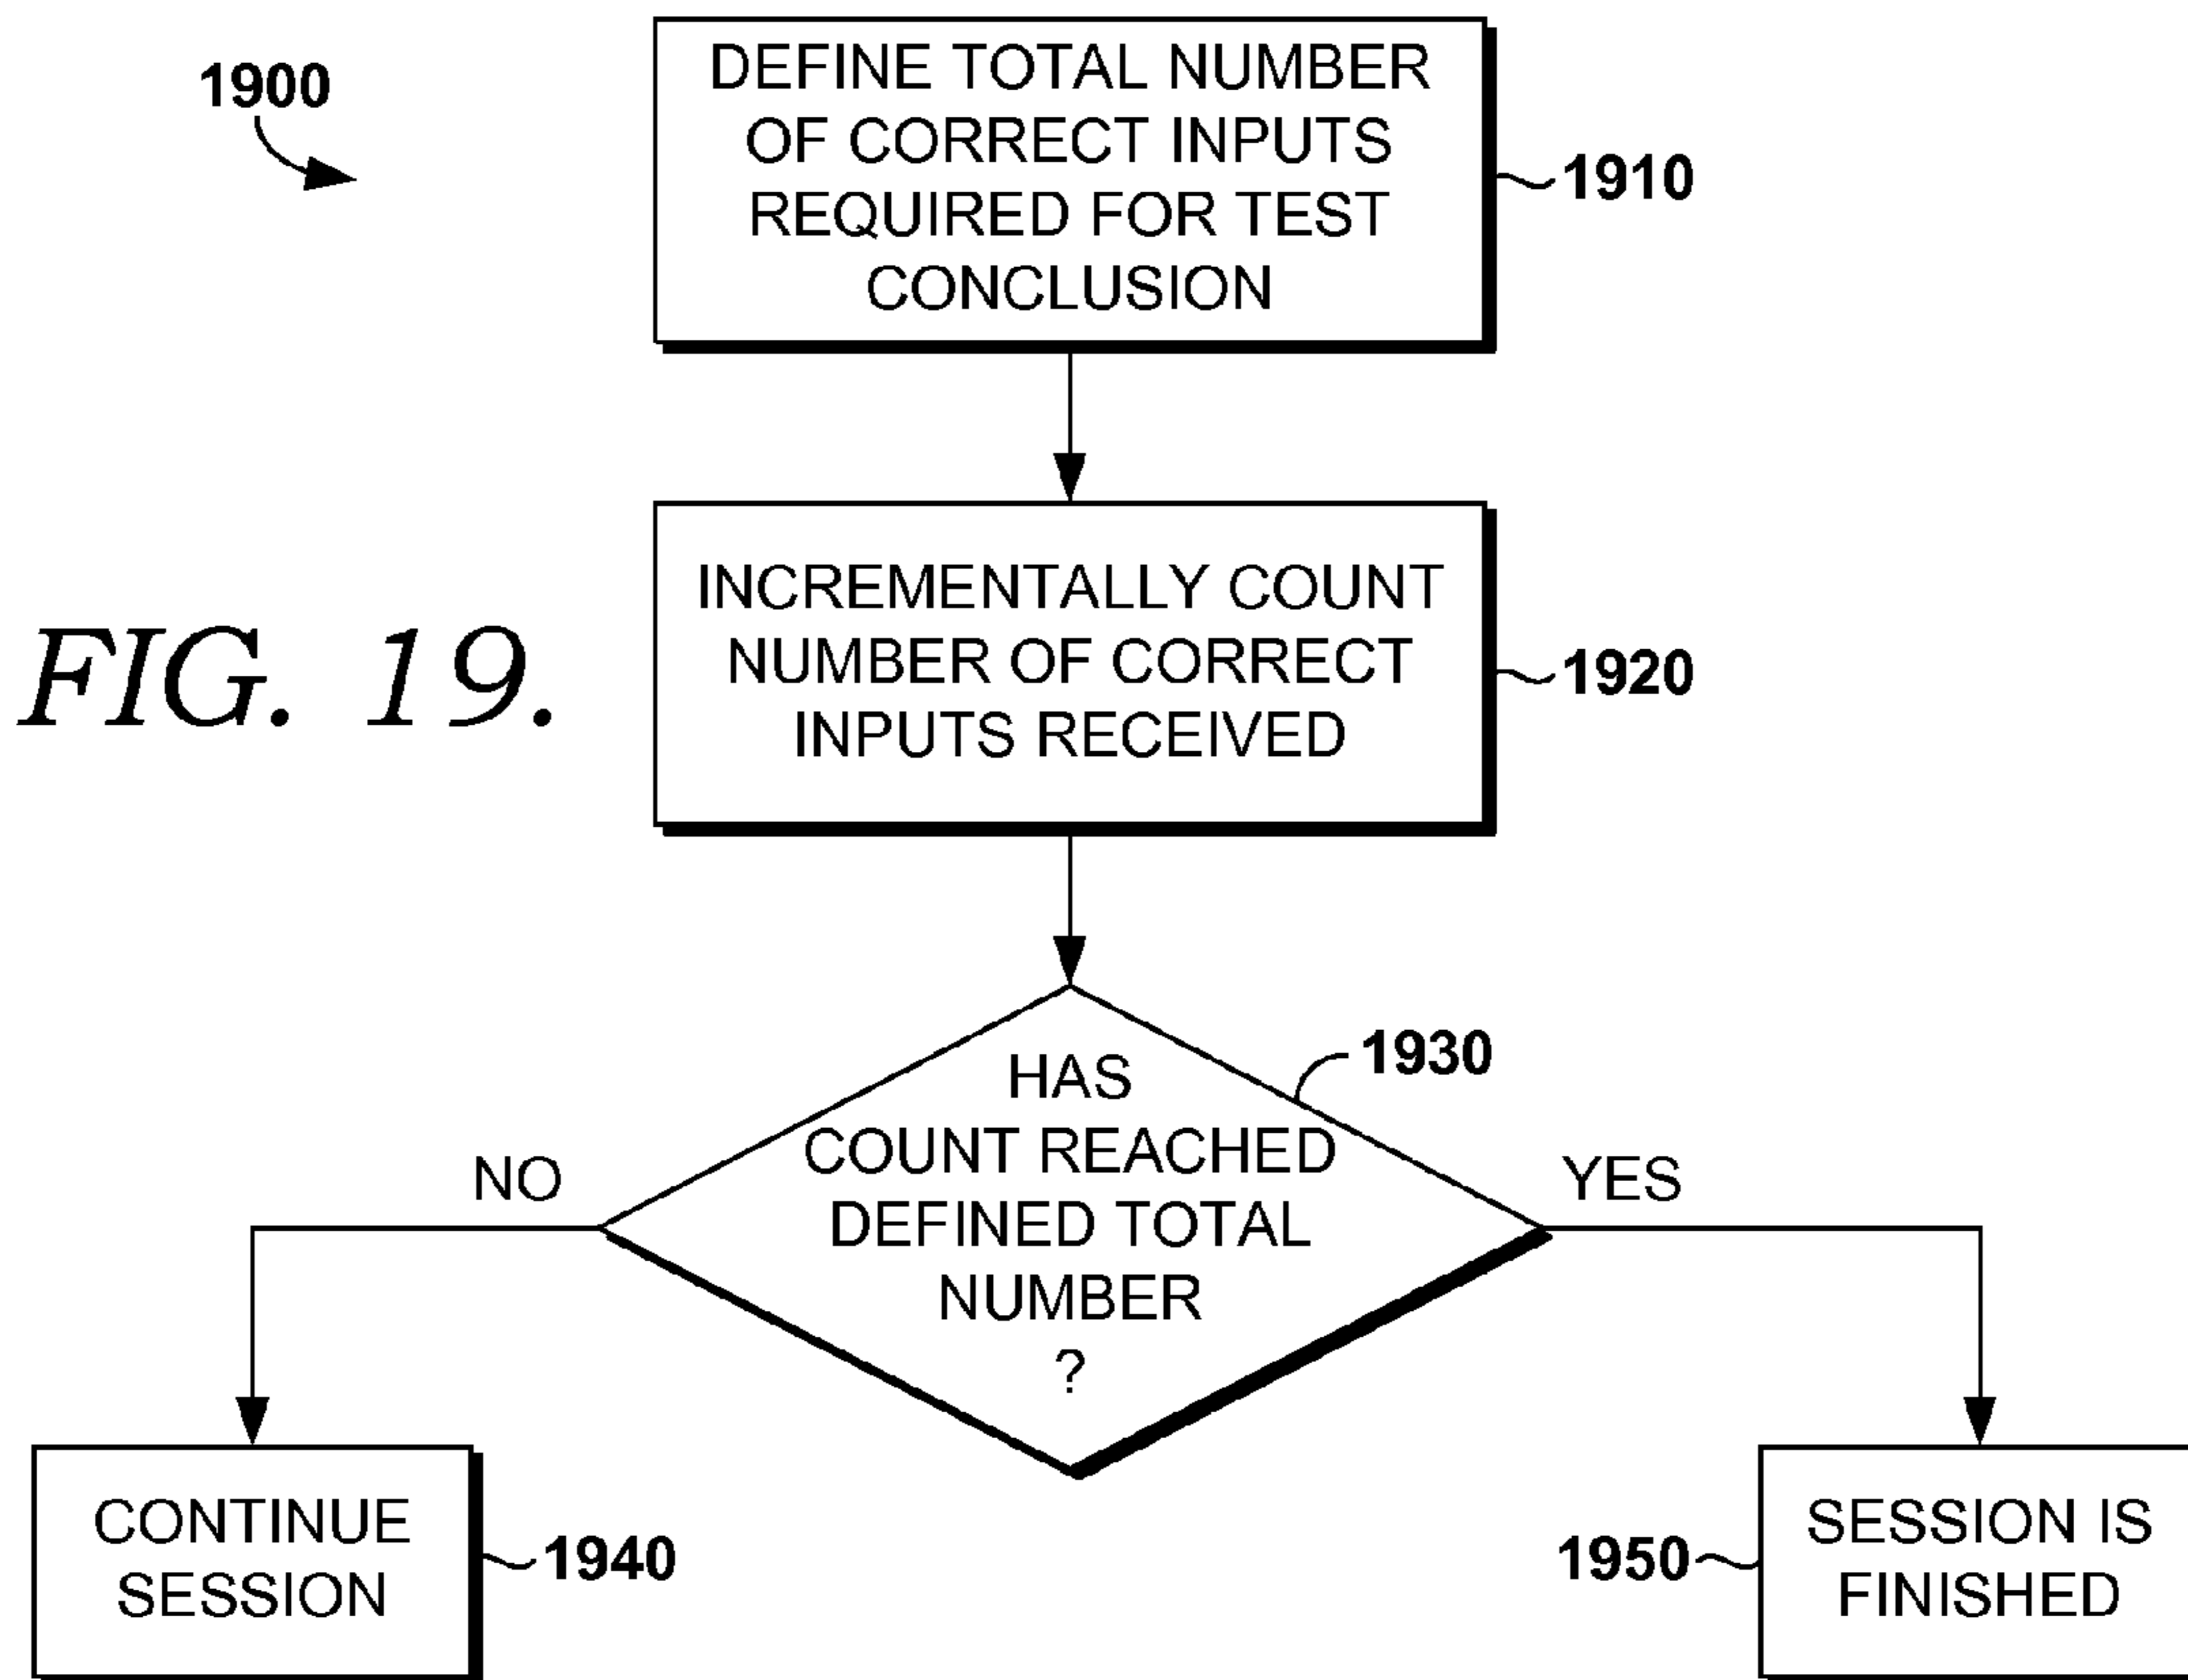 1900
DEFINE TOTAL NUMBER
OF CORRECT INPUTS
REQUIRED FOR TEST
CONCLUSION
1910
INCREMENTALLY COUNT
NUMBER OF CORRECT
INPUTS RECEIVED
1920
FIG. 19.
HAS
COUNT REACHED
DEFINED TOTAL
NUMBER
?
1930
NO
YES
CONTINUE
SESSION
1940
1950
SESSION IS
FINISHED